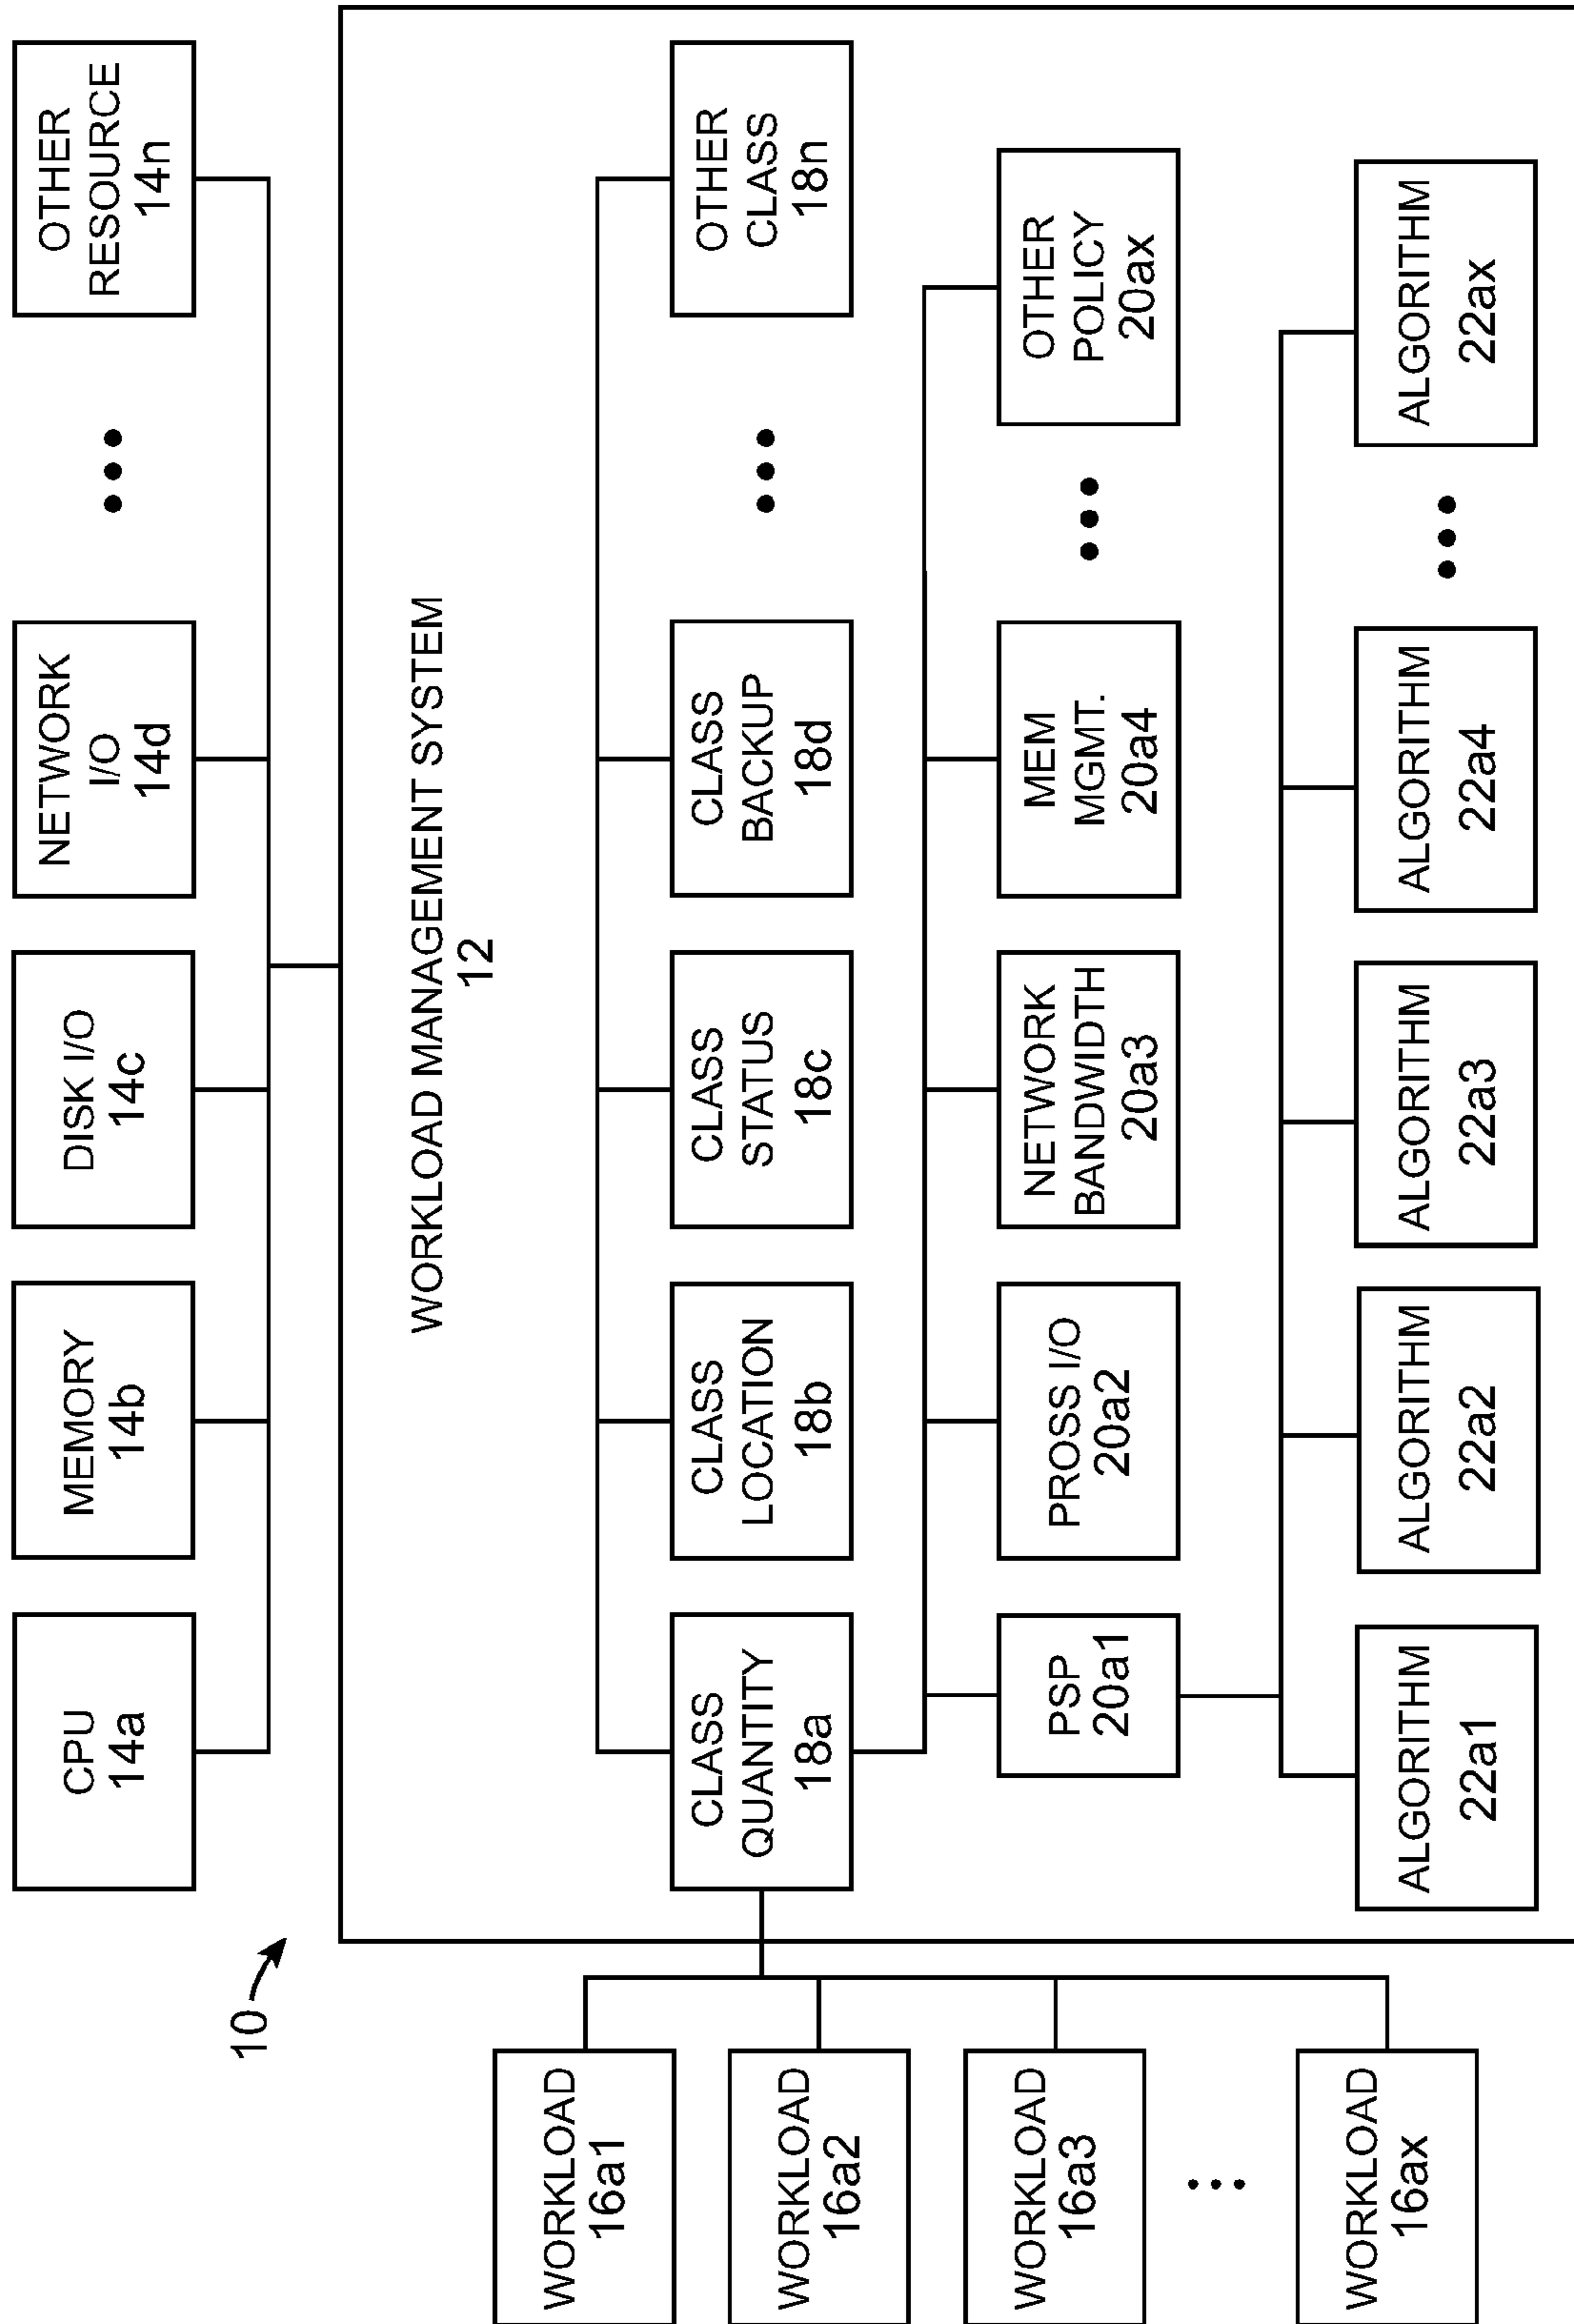 10
CPU
14a
MEMORY
14b
DISK I/O
14c
NETWORK
I/O
14d
•••
OTHER
RESOURCE
14n
WORKLOAD MANAGEMENT SYSTEM
12
WORKLOAD
16a1
WORKLOAD
16a2
WORKLOAD
16a3
•••
WORKLOAD
16ax
CLASS
QUANTITY
18a
CLASS
LOCATION
18b
CLASS
STATUS
18c
CLASS
BACKUP
18d
•••
OTHER
CLASS
18n
PSP
20a1
PROSS I/O
20a2
NETWORK
BANDWIDTH
20a3
MEM
MGMT.
20a4
•••
OTHER
POLICY
20ax
ALGORITHM
22a1
ALGORITHM
22a2
ALGORITHM
22a3
ALGORITHM
22a4
•••
ALGORITHM
22ax